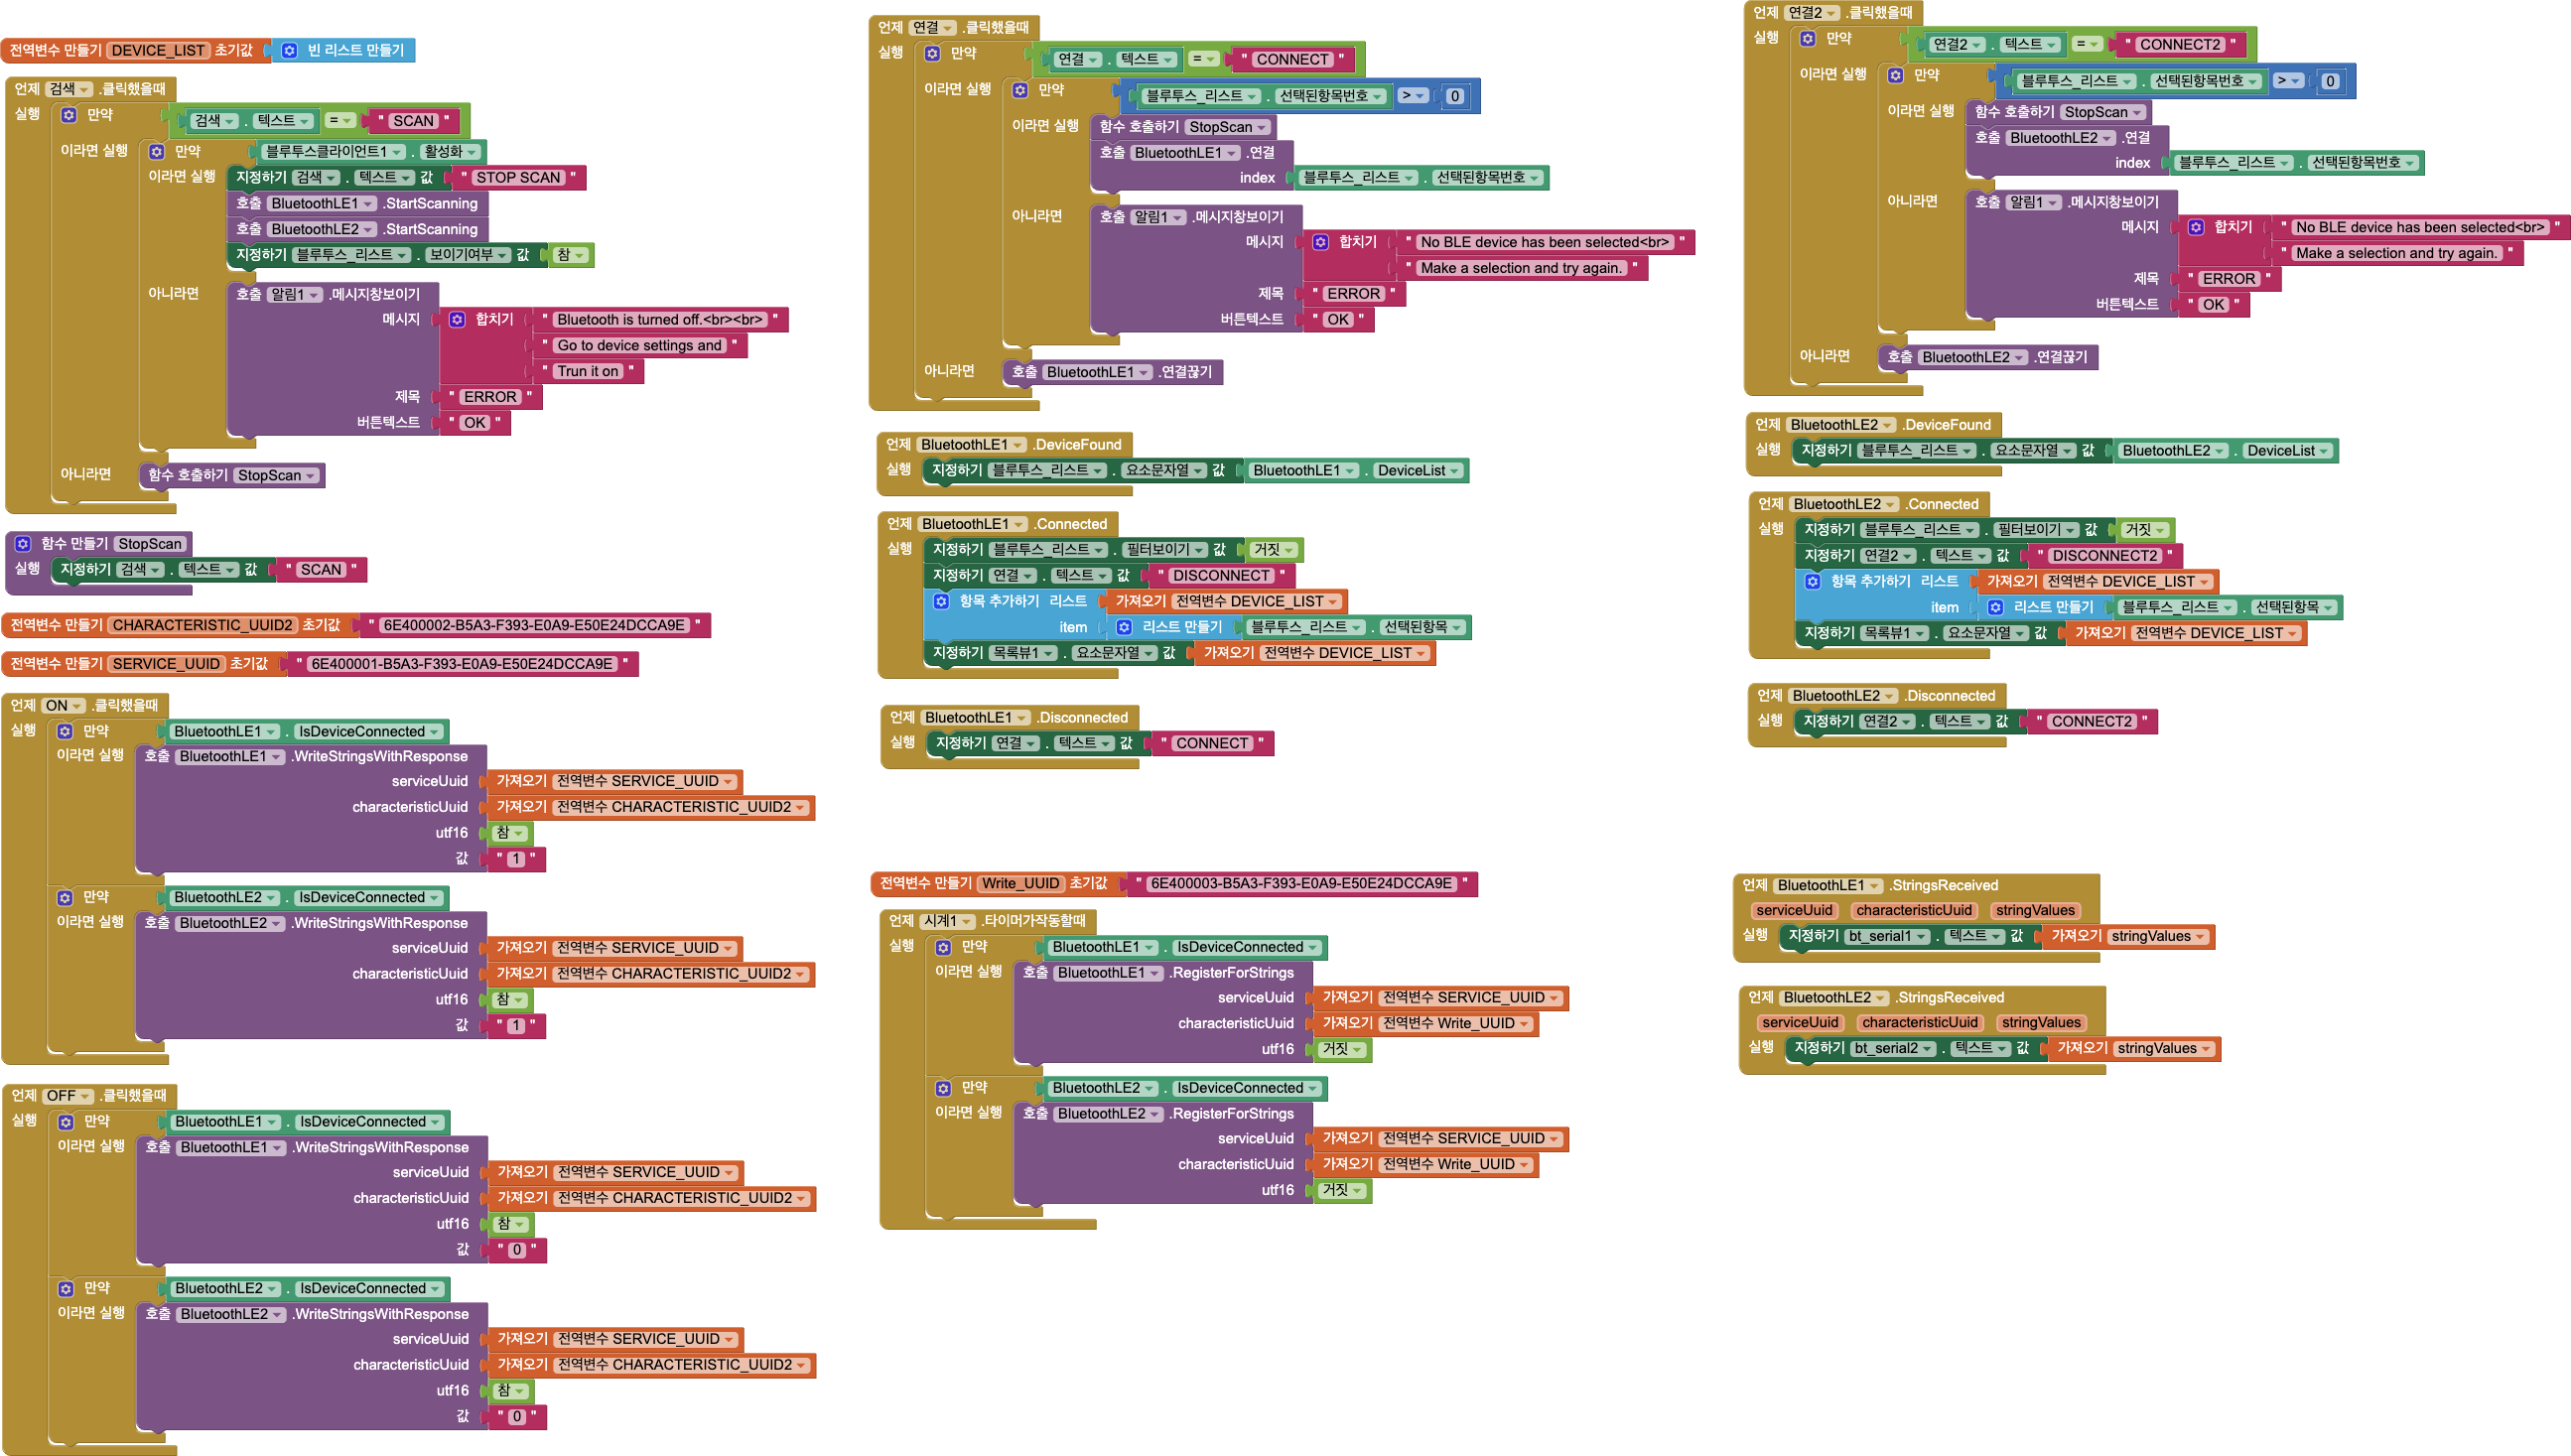 전역변수 만들기 DEVICE_LIST 초기값 빈 리스트 만들기
언제 검색 .클릭했을때
실행 만약 검색 . 텍스트 = " SCAN "
이라면 실행 만약 블루투스클라이언트1 . 활성화
이라면 실행 지정하기 검색 . 텍스트 값 " STOP SCAN "
호출 BluetoothLE1 .StartScanning
호출 BluetoothLE2 .StartScanning
지정하기 블루투스_리스트 . 보이기여부 값 참
아니라면 호출 알림1 .메시지창보이기
메시지 합치기 " Bluetooth is turned off.<br><br> "
" Go to device settings and "
" Trun it on "
제목 " ERROR "
버튼텍스트 " OK "
아니라면 함수 호출하기 StopScan
함수 만들기 StopScan
실행 지정하기 검색 . 텍스트 값 " SCAN "
전역변수 만들기 CHARACTERISTIC_UUID2 초기값 " 6E400002-B5A3-F393-E0A9-E50E24DCCA9E "
전역변수 만들기 SERVICE_UUID 초기값 " 6E400001-B5A3-F393-E0A9-E50E24DCCA9E "
언제 ON .클릭했을때
실행 만약 BluetoothLE1 . IsDeviceConnected
이라면 실행 호출 BluetoothLE1 .WriteStringsWithResponse
serviceUuid 가져오기 전역변수 SERVICE_UUID
characteristicUuid 가져오기 전역변수 CHARACTERISTIC_UUID2
utf16 참
값 " 1 "
만약 BluetoothLE2 . IsDeviceConnected
이라면 실행 호출 BluetoothLE2 .WriteStringsWithResponse
serviceUuid 가져오기 전역변수 SERVICE_UUID
characteristicUuid 가져오기 전역변수 CHARACTERISTIC_UUID2
utf16 참
값 " 1 "
언제 OFF .클릭했을때
실행 만약 BluetoothLE1 . IsDeviceConnected
이라면 실행 호출 BluetoothLE1 .WriteStringsWithResponse
serviceUuid 가져오기 전역변수 SERVICE_UUID
characteristicUuid 가져오기 전역변수 CHARACTERISTIC_UUID2
utf16 참
값 " 0 "
만약 BluetoothLE2 . IsDeviceConnected
이라면 실행 호출 BluetoothLE2 .WriteStringsWithResponse
serviceUuid 가져오기 전역변수 SERVICE_UUID
characteristicUuid 가져오기 전역변수 CHARACTERISTIC_UUID2
utf16 참
값 " 0 "
언제 연결 .클릭했을때
실행 만약 연결 . 텍스트 = " CONNECT "
이라면 실행 만약 블루투스_리스트 . 선택된항목번호 > 0
이라면 실행 함수 호출하기 StopScan
호출 BluetoothLE1 .연결
index 블루투스_리스트 . 선택된항목번호
아니라면 호출 알림1 .메시지창보이기
메시지 합치기 " No BLE device has been selected<br> "
" Make a selection and try again. "
제목 " ERROR "
버튼텍스트 " OK "
아니라면 호출 BluetoothLE1 .연결끊기
언제 BluetoothLE1 .DeviceFound
실행 지정하기 블루투스_리스트 . 요소문자열 값 BluetoothLE1 . DeviceList
언제 BluetoothLE1 .Connected
실행 지정하기 블루투스_리스트 . 필터보이기 값 거짓
지정하기 연결 . 텍스트 값 " DISCONNECT "
항목 추가하기 리스트 가져오기 전역변수 DEVICE_LIST
item 리스트 만들기 블루투스_리스트 . 선택된항목
지정하기 목록뷰1 . 요소문자열 값 가져오기 전역변수 DEVICE_LIST
언제 BluetoothLE1 .Disconnected
실행 지정하기 연결 . 텍스트 값 " CONNECT "
전역변수 만들기 Write_UUID 초기값 " 6E400003-B5A3-F393-E0A9-E50E24DCCA9E "
언제 시계1 .타이머가작동할때
실행 만약 BluetoothLE1 . IsDeviceConnected
이라면 실행 호출 BluetoothLE1 .RegisterForStrings
serviceUuid 가져오기 전역변수 SERVICE_UUID
characteristicUuid 가져오기 전역변수 Write_UUID
utf16 거짓
만약 BluetoothLE2 . IsDeviceConnected
이라면 실행 호출 BluetoothLE2 .RegisterForStrings
serviceUuid 가져오기 전역변수 SERVICE_UUID
characteristicUuid 가져오기 전역변수 Write_UUID
utf16 거짓
언제 연결2 .클릭했을때
실행 만약 연결2 . 텍스트 = " CONNECT2 "
이라면 실행 만약 블루투스_리스트 . 선택된항목번호 > 0
이라면 실행 함수 호출하기 StopScan
호출 BluetoothLE2 .연결
index 블루투스_리스트 . 선택된항목번호
아니라면 호출 알림1 .메시지창보이기
메시지 합치기 " No BLE device has been selected<br> "
" Make a selection and try again. "
제목 " ERROR "
버튼텍스트 " OK "
아니라면 호출 BluetoothLE2 .연결끊기
언제 BluetoothLE2 .DeviceFound
실행 지정하기 블루투스_리스트 . 요소문자열 값 BluetoothLE2 . DeviceList
언제 BluetoothLE2 .Connected
실행 지정하기 블루투스_리스트 . 필터보이기 값 거짓
지정하기 연결2 . 텍스트 값 " DISCONNECT2 "
항목 추가하기 리스트 가져오기 전역변수 DEVICE_LIST
item 리스트 만들기 블루투스_리스트 . 선택된항목
지정하기 목록뷰1 . 요소문자열 값 가져오기 전역변수 DEVICE_LIST
언제 BluetoothLE2 .Disconnected
실행 지정하기 연결2 . 텍스트 값 " CONNECT2 "
언제 BluetoothLE1 .StringsReceived
serviceUuid characteristicUuid stringValues
실행 지정하기 bt_serial1 . 텍스트 값 가져오기 stringValues
언제 BluetoothLE2 .StringsReceived
serviceUuid characteristicUuid stringValues
실행 지정하기 bt_serial2 . 텍스트 값 가져오기 stringValues